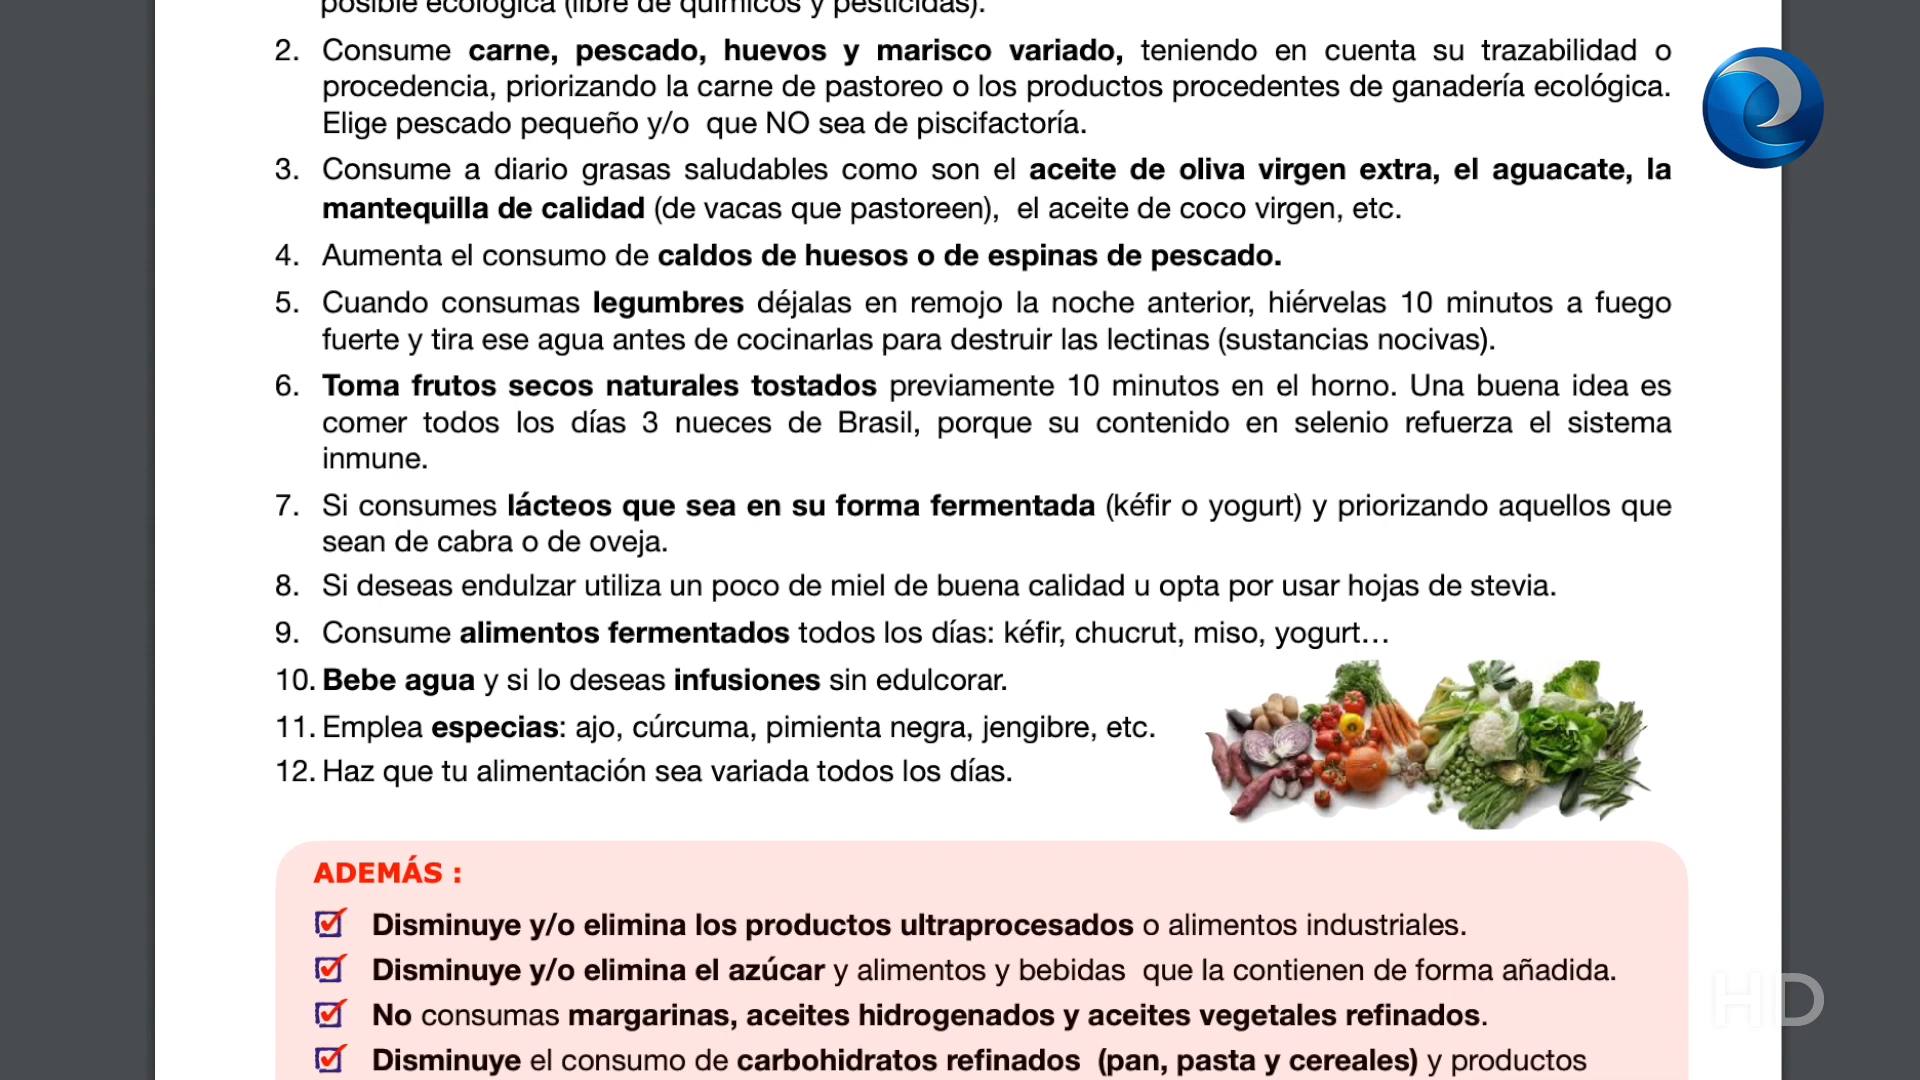 posible ecológica (libre de químicos y pesticidas).
2. Consume carne, pescado, huevos y marisco variado, teniendo en cuenta su trazabilidad o
procedencia, priorizando la carne de pastoreo o los productos procedentes de ganadería ecológica.
Elige pescado pequeño y/o que NO sea de piscifactoría.
3. Consume a diario grasas saludables como son el aceite de oliva virgen extra, el aguacate, la
mantequilla de calidad (de vacas que pastoreen), el aceite de coco virgen, etc.
4. Aumenta el consumo de caldos de huesos o de espinas de pescado.
5. Cuando consumas legumbres déjalas en remojo la noche anterior, hiérvelas 10 minutos a fuego
fuerte y tira ese agua antes de cocinarlas para destruir las lectinas (sustancias nocivas).
6. Toma frutos secos naturales tostados previamente 10 minutos en el horno. Una buena idea es
comer todos los días 3 nueces de Brasil, porque su contenido en selenio refuerza el sistema
inmune.
7. Si consumes lácteos que sea en su forma fermentada (kéfir o yogurt) y priorizando aquellos que
sean de cabra o de oveja.
8. Si deseas endulzar utiliza un poco de miel de buena calidad u opta por usar hojas de stevia.
9. Consume alimentos fermentados todos los días: kéfir, chucrut, miso, yogurt…
10. Bebe agua y si lo deseas infusiones sin edulcorar.
11. Emplea especias: ajo, cúrcuma, pimienta negra, jengibre, etc.
12. Haz que tu alimentación sea variada todos los días.
ADEMÁS :
Disminuye y/o elimina los productos ultraprocesados o alimentos industriales.
Disminuye y/o elimina el azúcar y alimentos y bebidas que la contienen de forma añadida.
No consumas margarinas, aceites hidrogenados y aceites vegetales refinados.
Disminuye el consumo de carbohidratos refinados (pan, pasta y cereales) y productos
HD